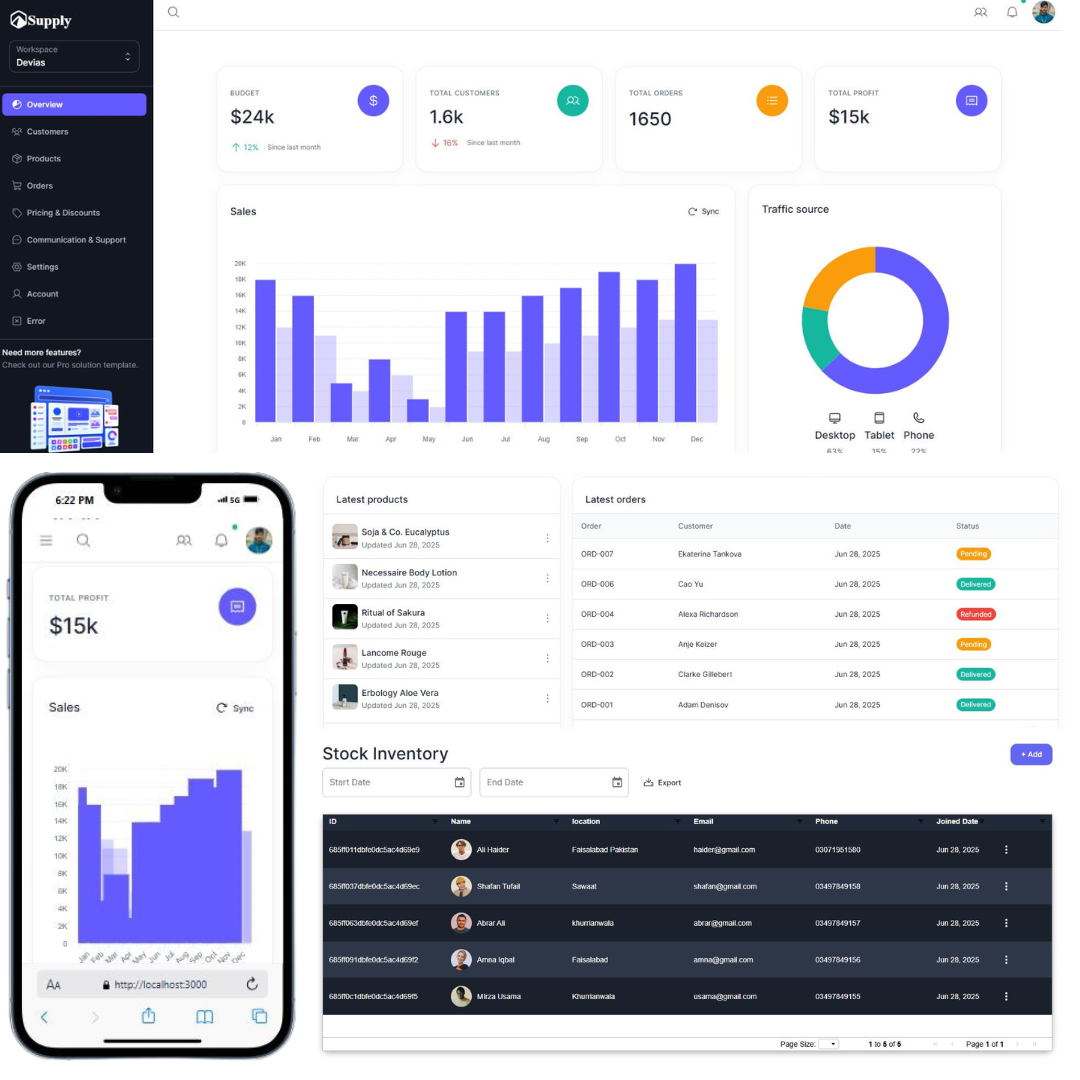 Supply
Workspace
Devias
Overview
Customers
Products
Orders
Pricing & Discounts
Communication & Support
Settings
Account
Error
Need more features?
Check out our Pro solution template.
BUDGET
$24k
12% Since last month
TOTAL CUSTOMERS
1.6k
16% Since last month
TOTAL ORDERS
1650
TOTAL PROFIT
$15k
Sales
Sync
20K
18K
16K
14K
12K
10K
8K
6K
4K
2K
0
Jan Feb Mar Apr May Jun Jul Aug Sep Oct Nov Dec
Traffic source
Desktop Tablet Phone
63% 15% 22%
6:22 PM 5G
TOTAL PROFIT
$15k
Sales
Sync
20K
18K
16K
14K
12K
10K
8K
6K
4K
2K
0
Jan Feb Mar Apr May Jun Jul Aug Sep Oct Nov Dec
AA http://localhost:3000
Latest products
Soja & Co. Eucalyptus
Updated Jun 28, 2025
Necessaire Body Lotion
Updated Jun 28, 2025
Ritual of Sakura
Updated Jun 28, 2025
Lancome Rouge
Updated Jun 28, 2025
Erbology Aloe Vera
Updated Jun 28, 2025
Latest orders
Order Customer Date Status
ORD-007 Ekaterina Tankova Jun 28, 2025 Pending
ORD-006 Cao Yu Jun 28, 2025 Delivered
ORD-004 Alexa Richardson Jun 28, 2025 Refunded
ORD-003 Anje Keizer Jun 28, 2025 Pending
ORD-002 Clarke Gillebert Jun 28, 2025 Delivered
ORD-001 Adam Denisov Jun 28, 2025 Delivered
Stock Inventory
+ Add
Start Date End Date Export
ID Name location Email Phone Joined Date
685ff011dbfe0dc5ac4d69e9 Ali Haider Faisalabad Pakistan haider@gmail.com 03071951580 Jun 28, 2025
685ff037dbfe0dc5ac4d69ec Shafan Tufail Sawaat shafan@gmail.com 03497849158 Jun 28, 2025
685ff063dbfe0dc5ac4d69ef Abrar Ali khurrianwala abrar@gmail.com 03497849157 Jun 28, 2025
685ff091dbfe0dc5ac4d69f2 Amna Iqbal Faisalabad amna@gmail.com 03497849156 Jun 28, 2025
685ff0c1dbfe0dc5ac4d69f5 Mirza Usama Khurrianwala usama@gmail.com 03497849155 Jun 28, 2025
Page Size: 1 to 5 of 5 Page 1 of 1